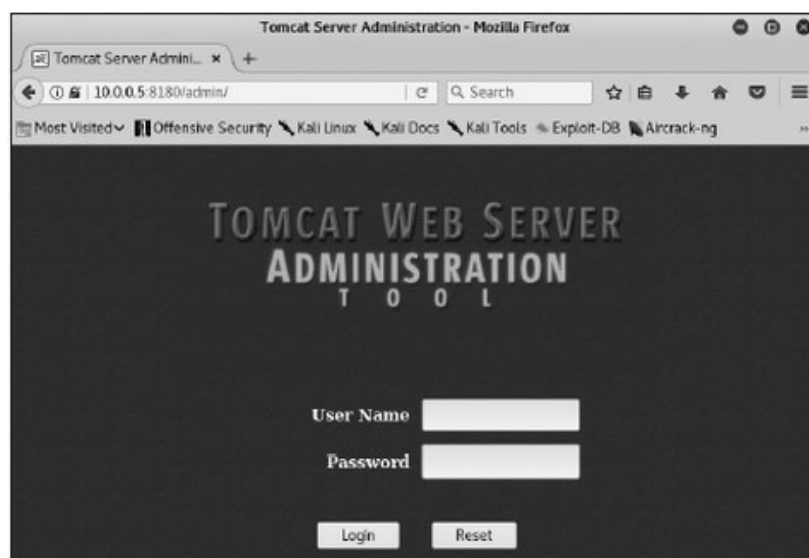 Tomcat Server Administration - Mozilla Firefox
Tomcat Server Admini...
10.0.0.5:8180/admin/
Search
Most Visited Offensive Security Kali Linux Kali Docs Kali Tools Exploit-DB Aircrack-ng
TOMCAT WEB SERVER
ADMINISTRATION
TOOL
User Name
Password
Login Reset